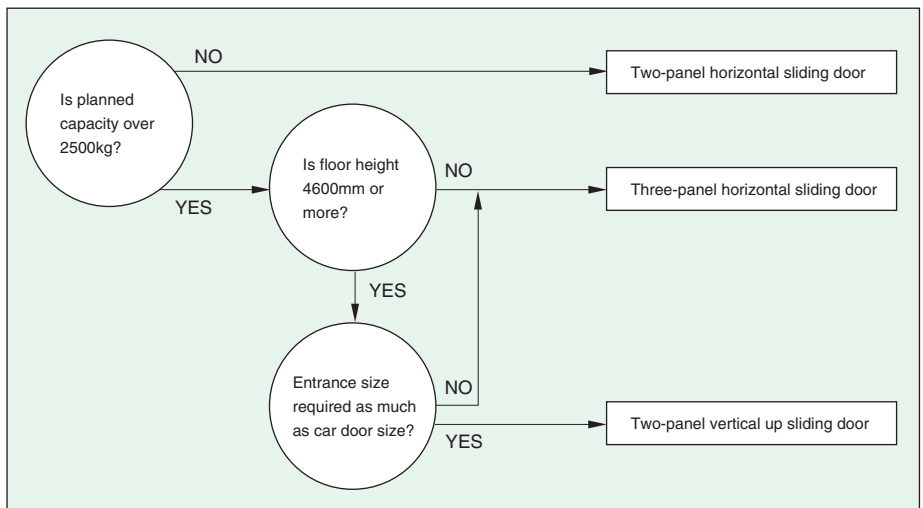 NO
Two-panel horizontal sliding door
Is planned
capacity over
2500kg?
YES
Is floor height
4600mm or
more?
NO
Three-panel horizontal sliding door
YES
Entrance size
required as much
as car door size?
NO
YES
Two-panel vertical up sliding door